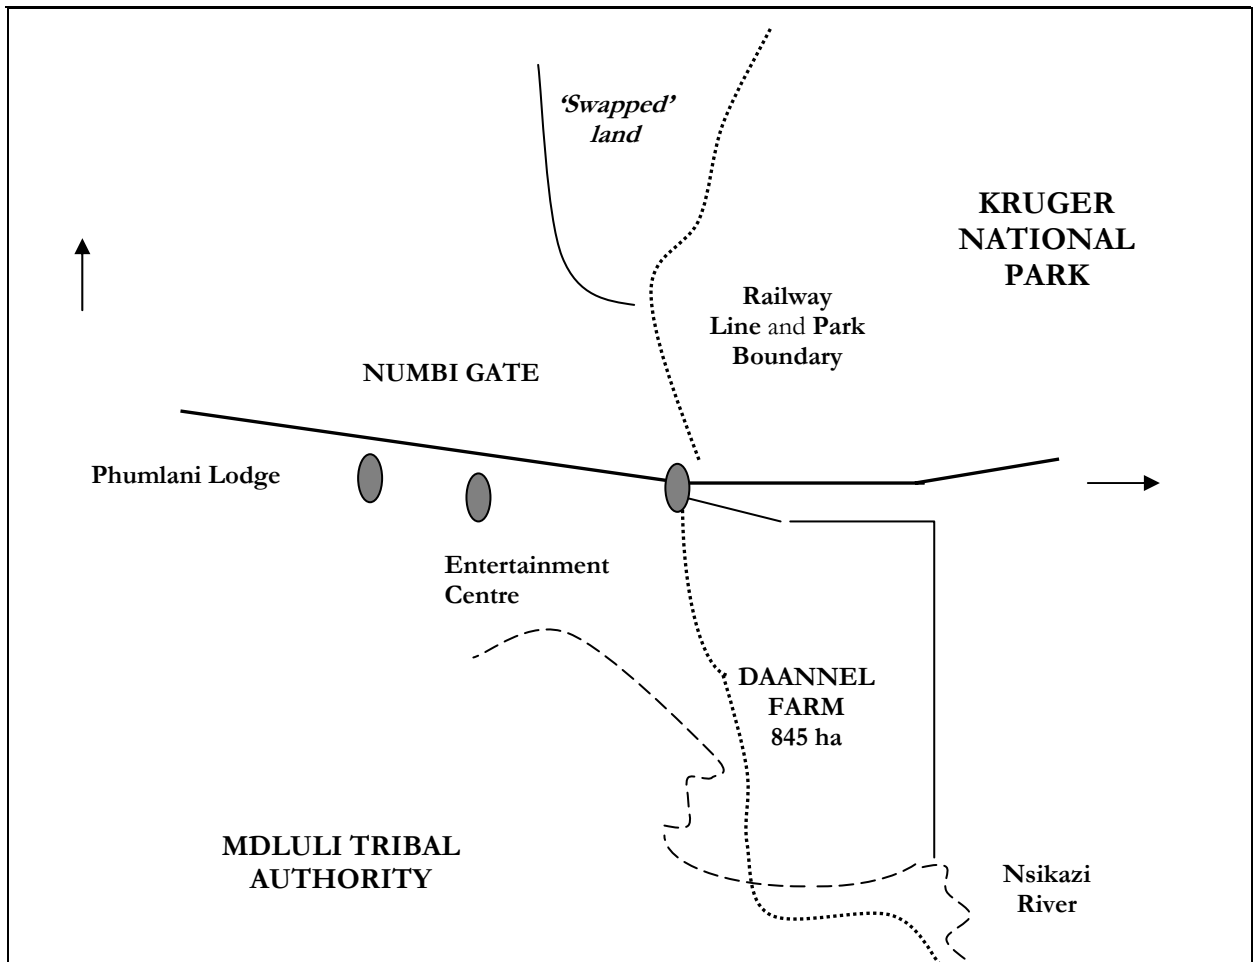 ‘Swapped’
land
KRUGER
NATIONAL
PARK
Railway
Line and Park
Boundary
NUMBI GATE
Phumlani Lodge
Entertainment
Centre
DAANNEL
FARM
845 ha
MDLULI TRIBAL
AUTHORITY
Nsikazi
River